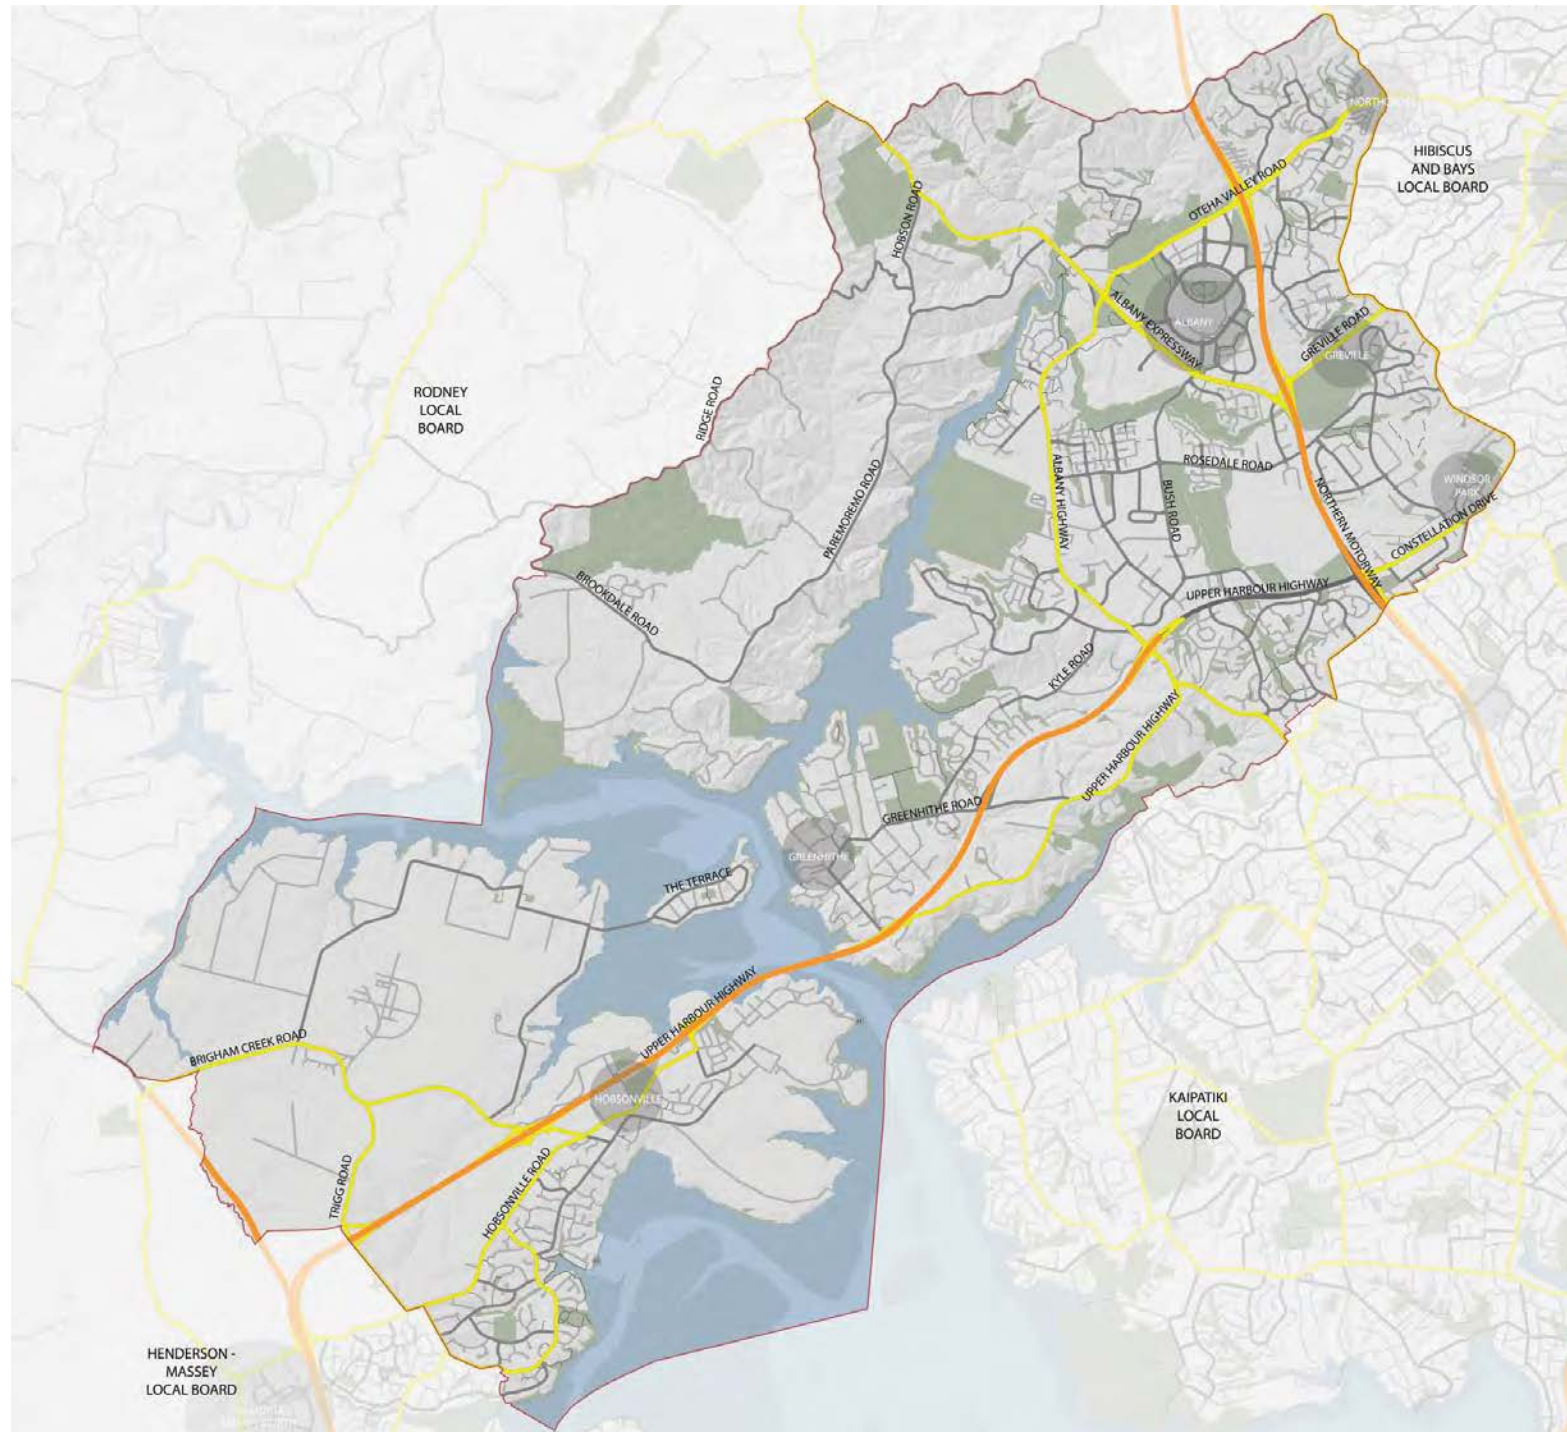 HIBISCUS
AND BAYS
LOCAL BOARD
OTEHA VALLEY ROAD
HOBSON ROAD
ALBANY EXPRESSWAY
ALBANY
GREVILLE ROAD
GREVILLE
RODNEY
LOCAL
BOARD
RIDGE ROAD
PAREMOREMO ROAD
ALBANY HIGHWAY
ROSEDALE ROAD
BUSH ROAD
NORTHERN MOTORWAY
WINDSOR
PARK
CONSTELLATION DRIVE
BROOKDALE ROAD
UPPER HARBOUR HIGHWAY
KYLE ROAD
UPPER HARBOUR HIGHWAY
GREENHITHE ROAD
GREENHITHE
THE TERRACE
UPPER HARBOUR HIGHWAY
BRIGHAM CREEK ROAD
HOBSONVILLE
KAIPATIKI
LOCAL
BOARD
TRIGG ROAD
HOBSONVILLE ROAD
HENDERSON -
MASSEY
LOCAL BOARD